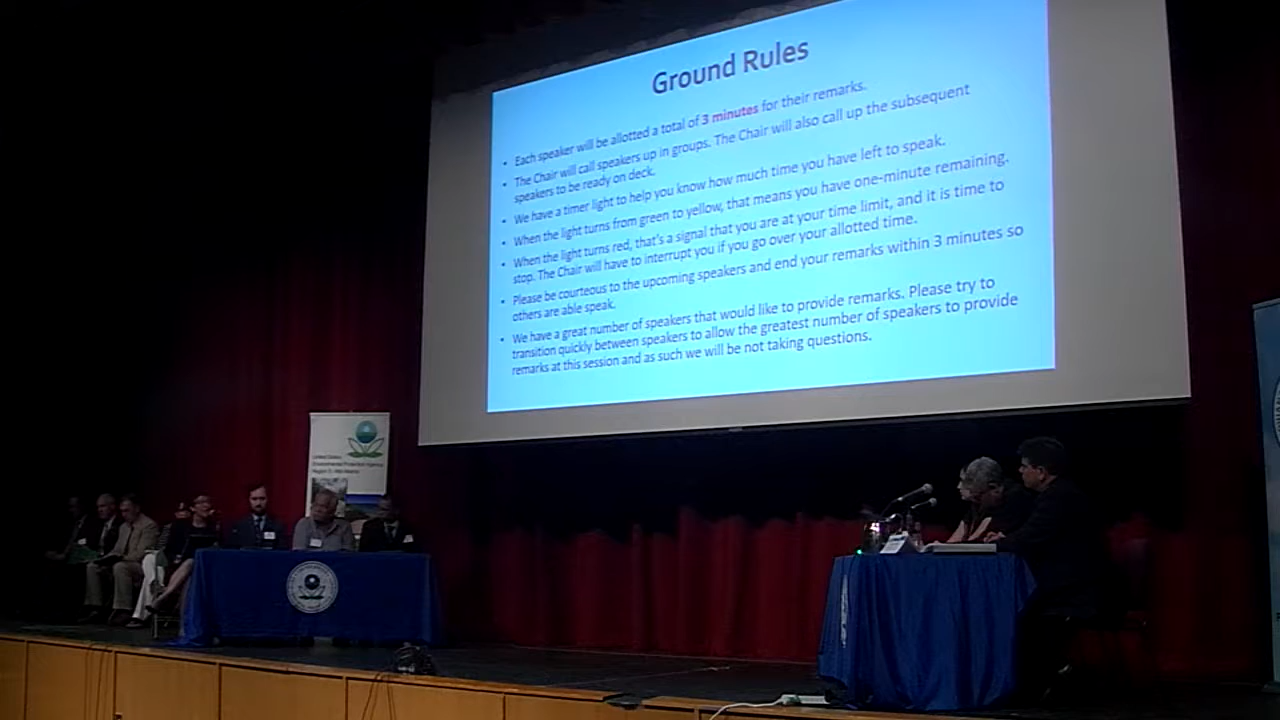 Ground Rules
• Each speaker will be allotted a total of 3 minutes for their remarks.
• The Chair will call speakers up in groups. The Chair will also call up the subsequent
speakers to be ready on deck.
• We have a timer light to help you know how much time you have left to speak.
• When the light turns from green to yellow, that means you have one-minute remaining.
• When the light turns red, that's a signal that you are at your time limit, and it is time to
stop. The Chair will have to interrupt you if you go over your allotted time.
• Please be courteous to the upcoming speakers and end your remarks within 3 minutes so
others are able speak.
• We have a great number of speakers that would like to provide remarks. Please try to
transition quickly between speakers to allow the greatest number of speakers to provide
remarks at this session and as such we will be not taking questions.
United States
Environmental Protection Agency